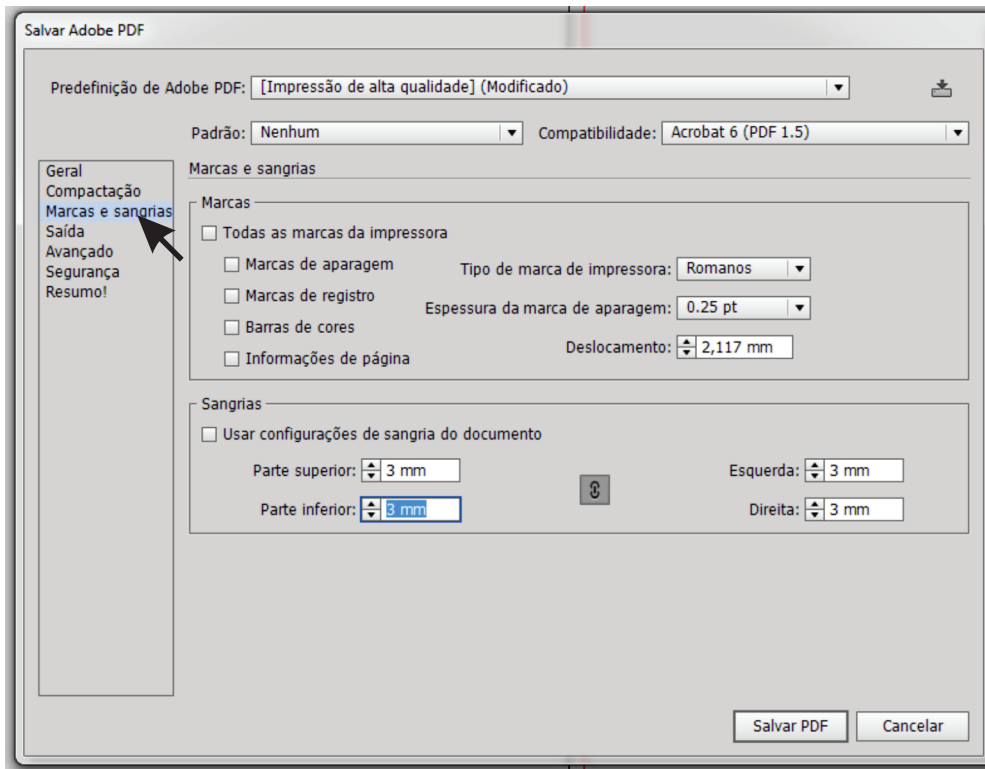 Salvar Adobe PDF
Predefinição de Adobe PDF: [Impressão de alta qualidade] (Modificado)
Padrão: Nenhum Compatibilidade: Acrobat 6 (PDF 1.5)
Geral
Compactação
Marcas e sangrias
Saída
Avançado
Segurança
Resumo!
Marcas e sangrias
Marcas
Todas as marcas da impressora
Marcas de aparagem
Marcas de registro
Barras de cores
Informações de página
Tipo de marca de impressora: Romanos
Espessura da marca de aparagem: 0.25 pt
Deslocamento: 2,117 mm
Sangrias
Usar configurações de sangria do documento
Parte superior: 3 mm Esquerda: 3 mm
Parte inferior: 3 mm Direita: 3 mm
Salvar PDF Cancelar